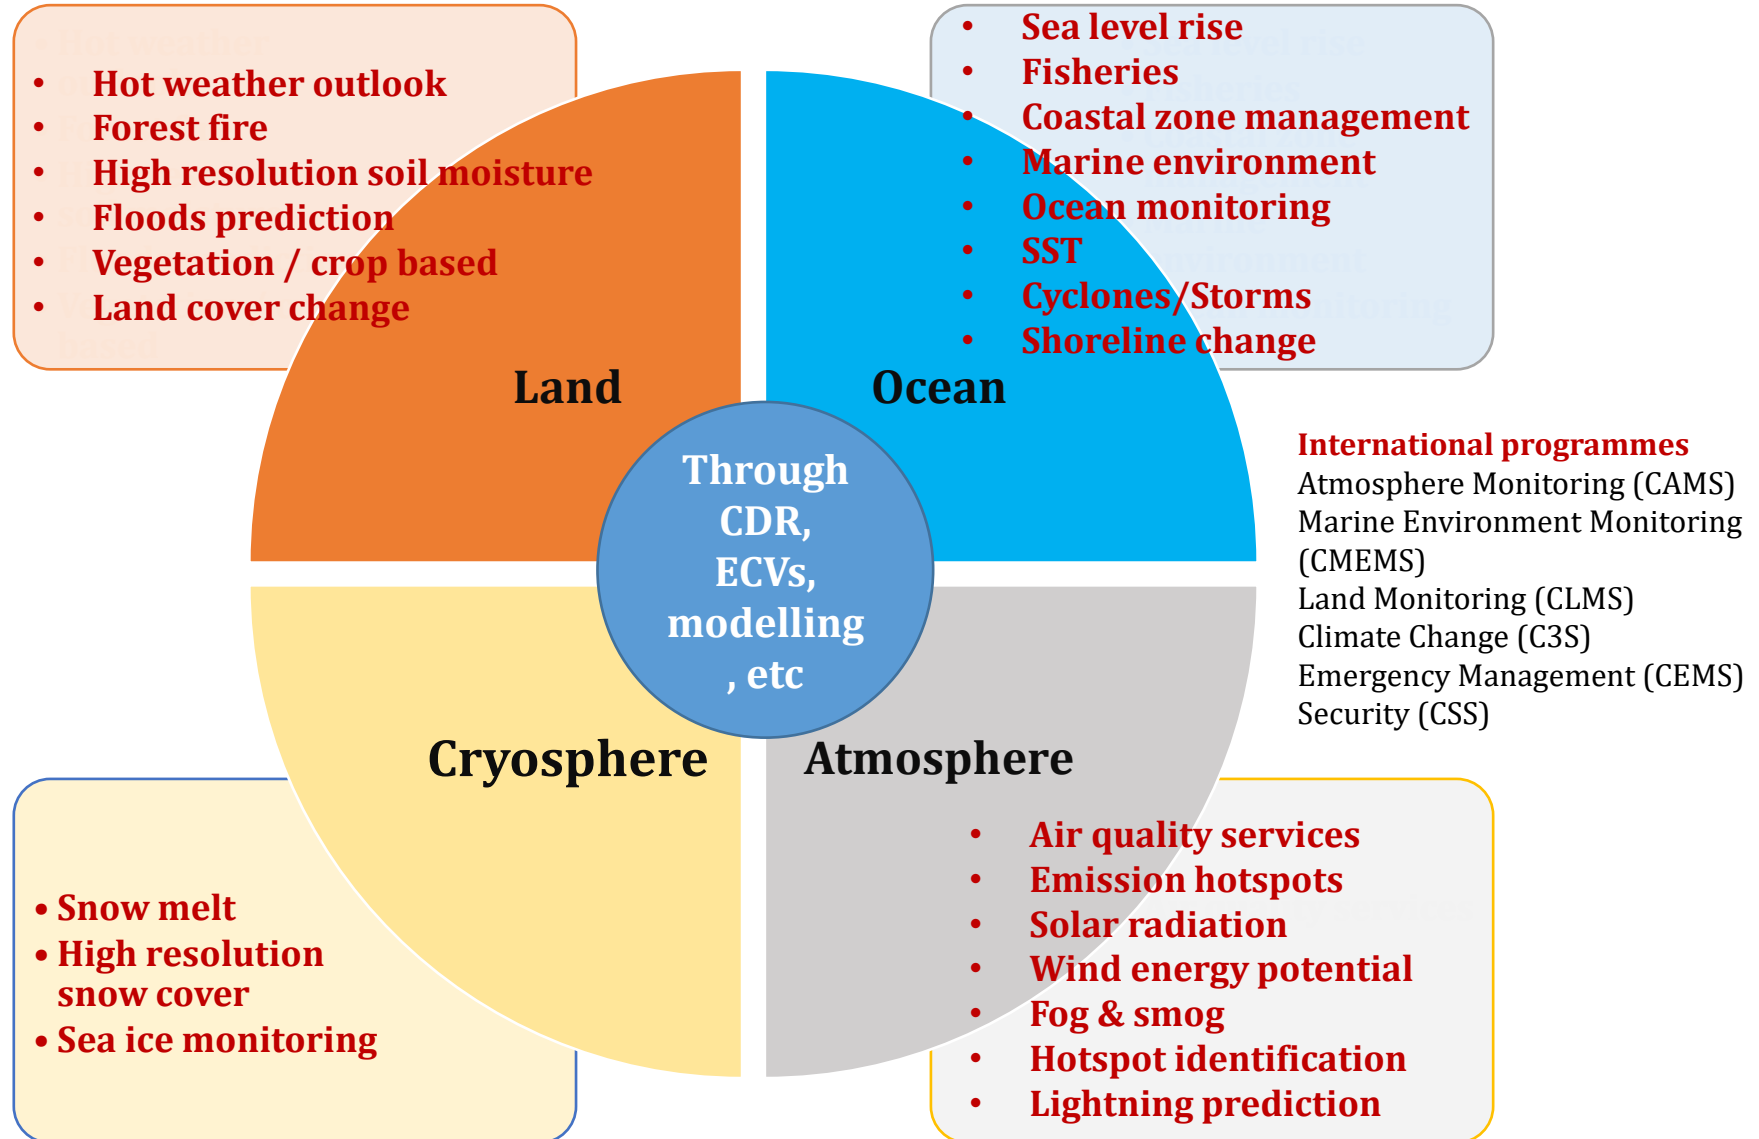 • Hot weather outlook
• Forest fire
• High resolution soil moisture
• Floods prediction
• Vegetation / crop based
• Land cover change
• Sea level rise
• Fisheries
• Coastal zone management
• Marine environment
• Ocean monitoring
• SST
• Cyclones/Storms
• Shoreline change
Land
Ocean
Through
CDR,
ECVs,
modelling
, etc
Cryosphere
Atmosphere
International programmes
Atmosphere Monitoring (CAMS)
Marine Environment Monitoring
(CMEMS)
Land Monitoring (CLMS)
Climate Change (C3S)
Emergency Management (CEMS)
Security (CSS)
• Snow melt
• High resolution
snow cover
• Sea ice monitoring
• Air quality services
• Emission hotspots
• Solar radiation
• Wind energy potential
• Fog & smog
• Hotspot identification
• Lightning prediction